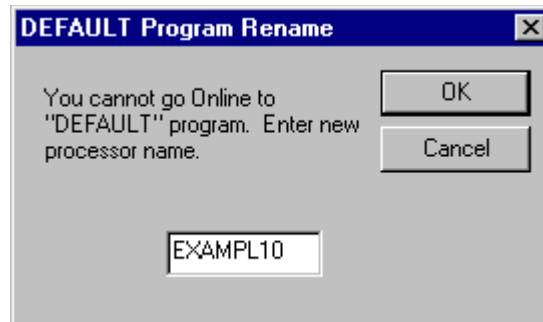 DEFAULT Program Rename
You cannot go Online to
"DEFAULT" program.  Enter new
processor name.
OK
Cancel
EXAMPL10